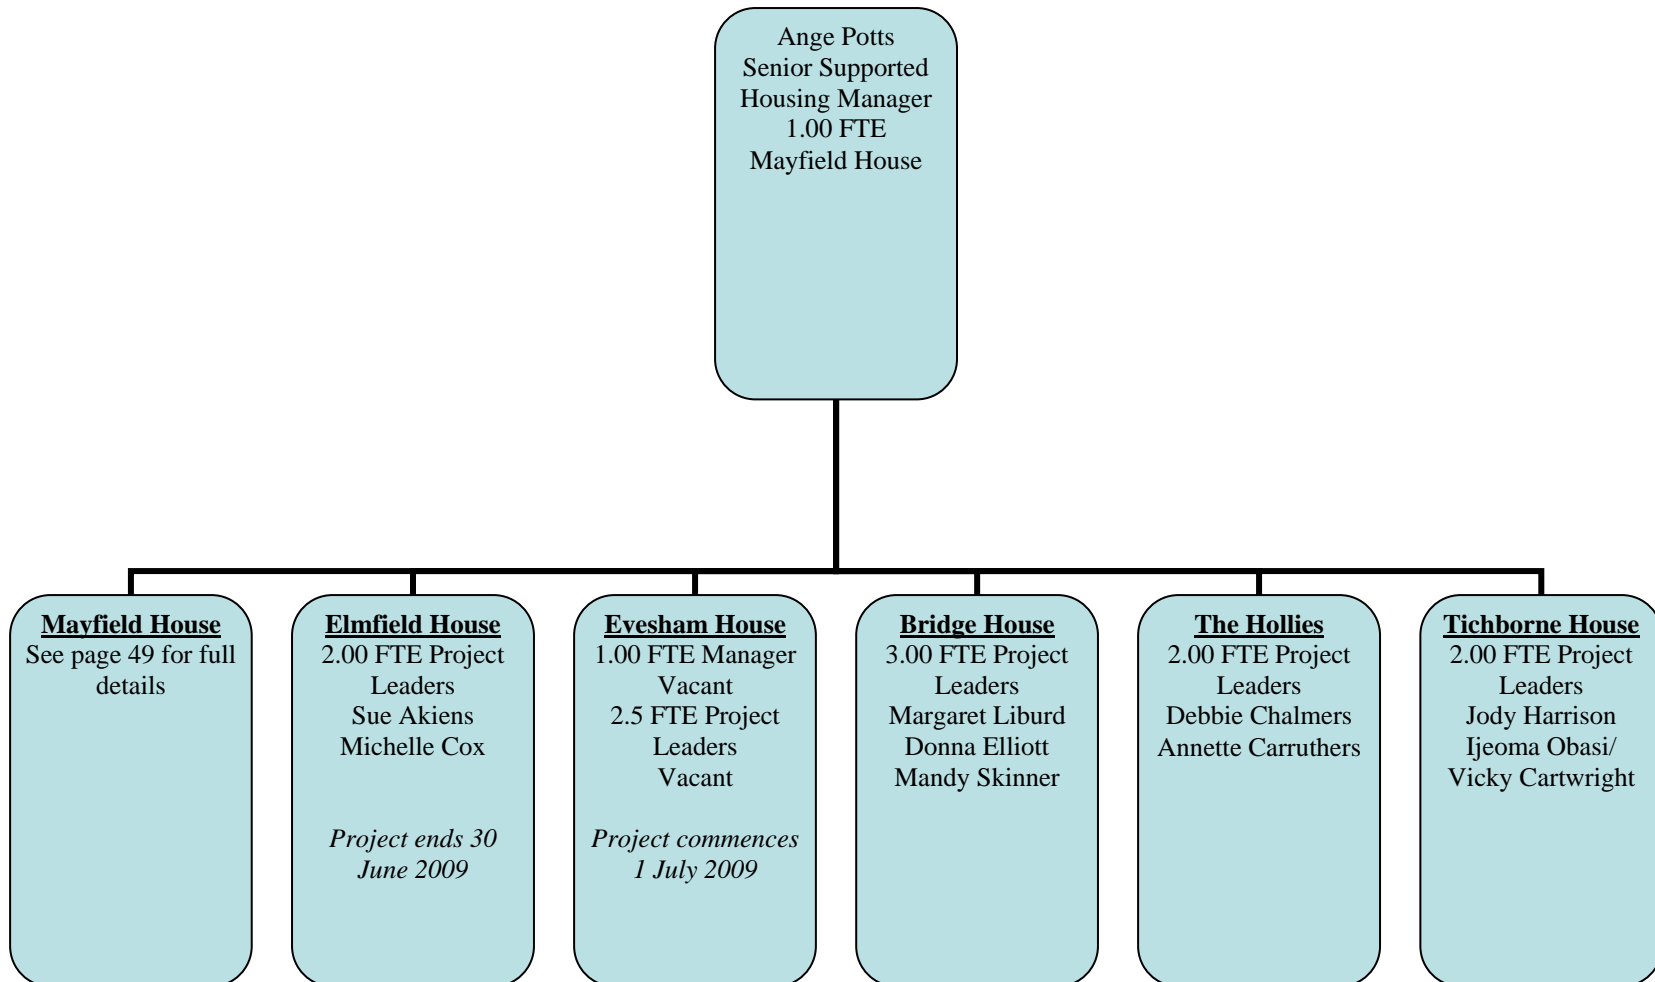 Ange Potts
Senior Supported
Housing Manager
1.00 FTE
Mayfield House
Mayfield House
See page 49 for full
details
Elmfield House
2.00 FTE Project
Leaders
Sue Akiens
Michelle Cox
Project ends 30
June 2009
Evesham House
1.00 FTE Manager
Vacant
2.5 FTE Project
Leaders
Vacant
Project commences
1 July 2009
Bridge House
3.00 FTE Project
Leaders
Margaret Liburd
Donna Elliott
Mandy Skinner
The Hollies
2.00 FTE Project
Leaders
Debbie Chalmers
Annette Carruthers
Tichborne House
2.00 FTE Project
Leaders
Jody Harrison
Ijeoma Obasi/
Vicky Cartwright